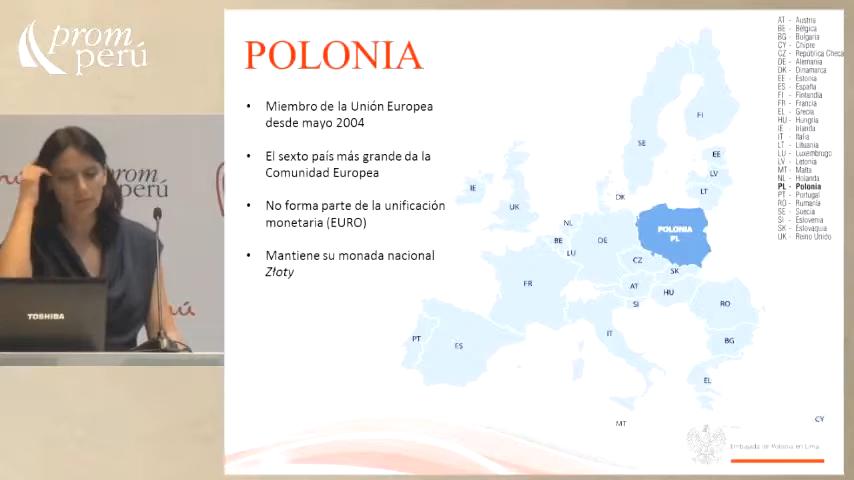 prom
perú
prom
perú
TOSHIBA
POLONIA
• Miembro de la Unión Europea
desde mayo 2004
• El sexto país más grande da la
Comunidad Europea
• No forma parte de la unificación
monetaria (EURO)
• Mantiene su monada nacional
Złoty
FI
SE
EE
LV
LT
DK
IE
UK
NL
BE
LU
DE
POLONIA
PL
CZ
SK
AT
HU
SI
FR
RO
IT
BG
PT
ES
EL
MT
CY
AT - Austria
BE - Bélgica
BG - Bulgaria
CY - Chipre
CZ - República Checa
DE - Alemania
DK - Dinamarca
EE - Estonia
ES - España
FI - Finlandia
FR - Francia
EL - Grecia
HU - Hungría
IE - Irlanda
IT - Italia
LT - Lituania
LU - Luxemburgo
LV - Letonia
MT - Malta
NL - Holanda
PL - Polonia
PT - Portugal
RO - Rumanía
SE - Suecia
SI - Eslovenia
SK - Eslovaquia
UK - Reino Unido
Embajada de Polonia en Lima